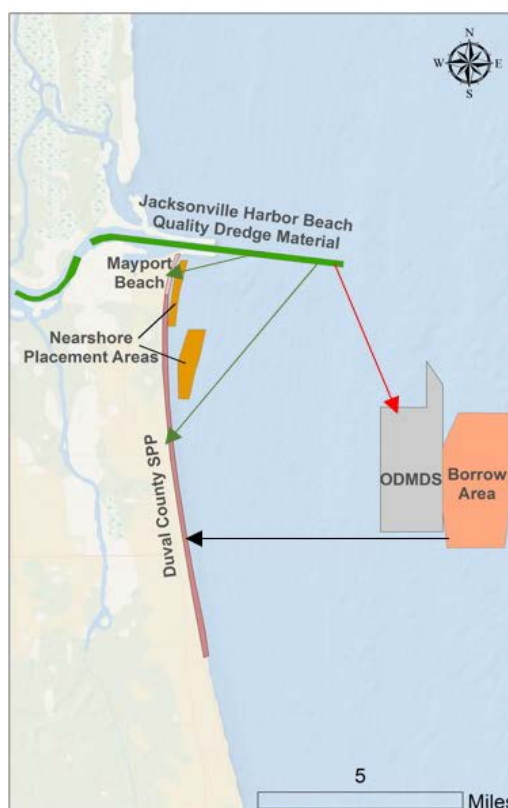 N
W E
S
Jacksonville Harbor Beach
Quality Dredge Material
Mayport
Beach
Nearshore
Placement Areas
Duval County SPP
ODMDS
Borrow
Area
5
Miles